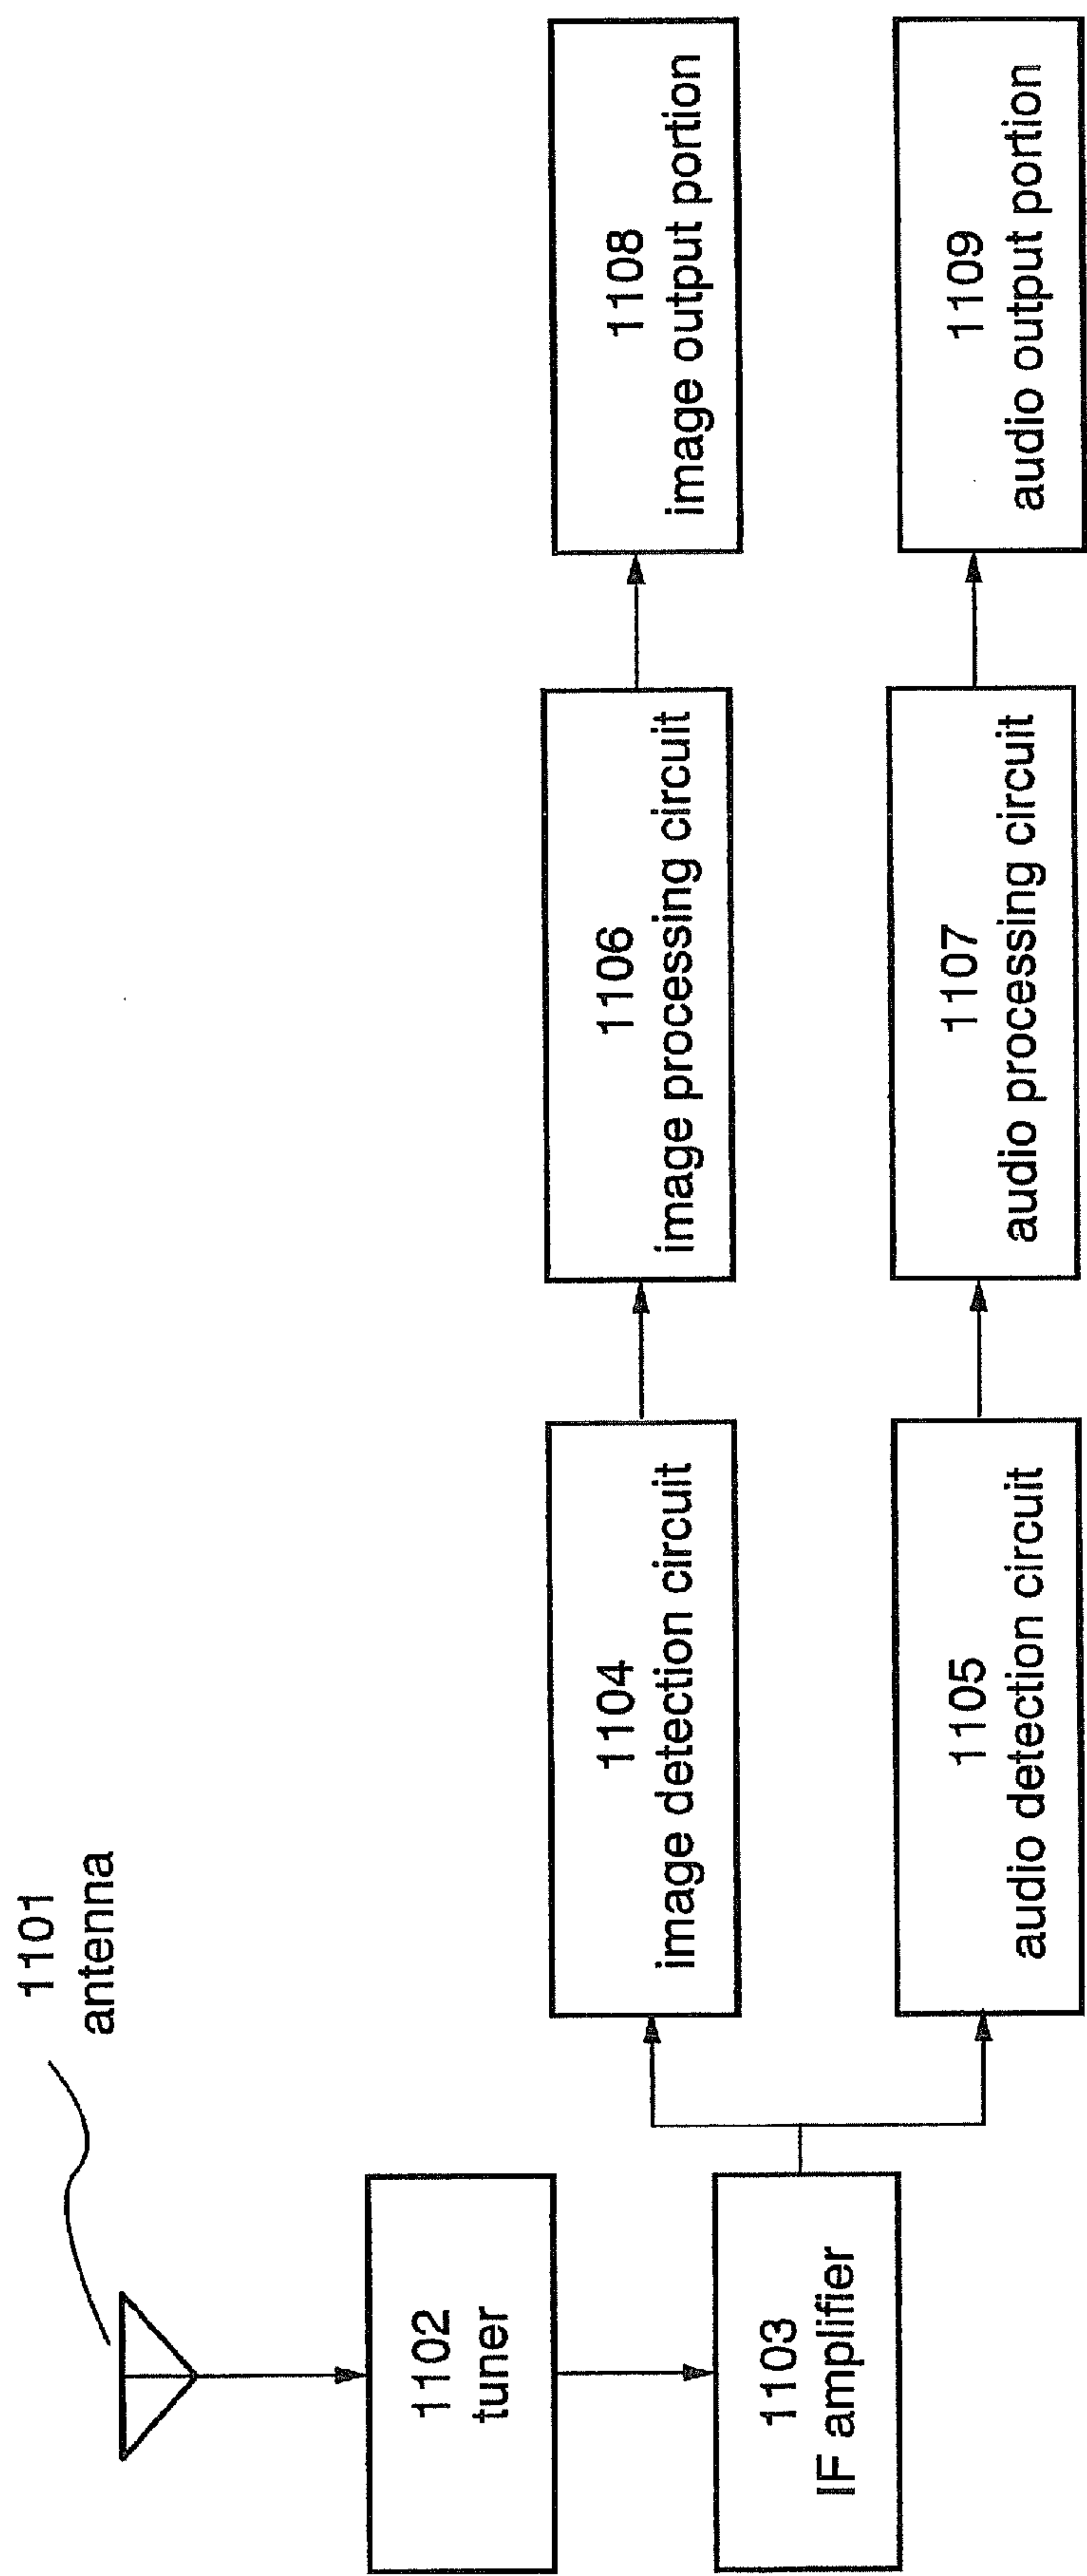 1101
antenna
1102
tuner
1103
IF amplifier
1104
image detection circuit
1105
audio detection circuit
1106
image processing circuit
1107
audio processing circuit
1108
image output portion
1109
audio output portion